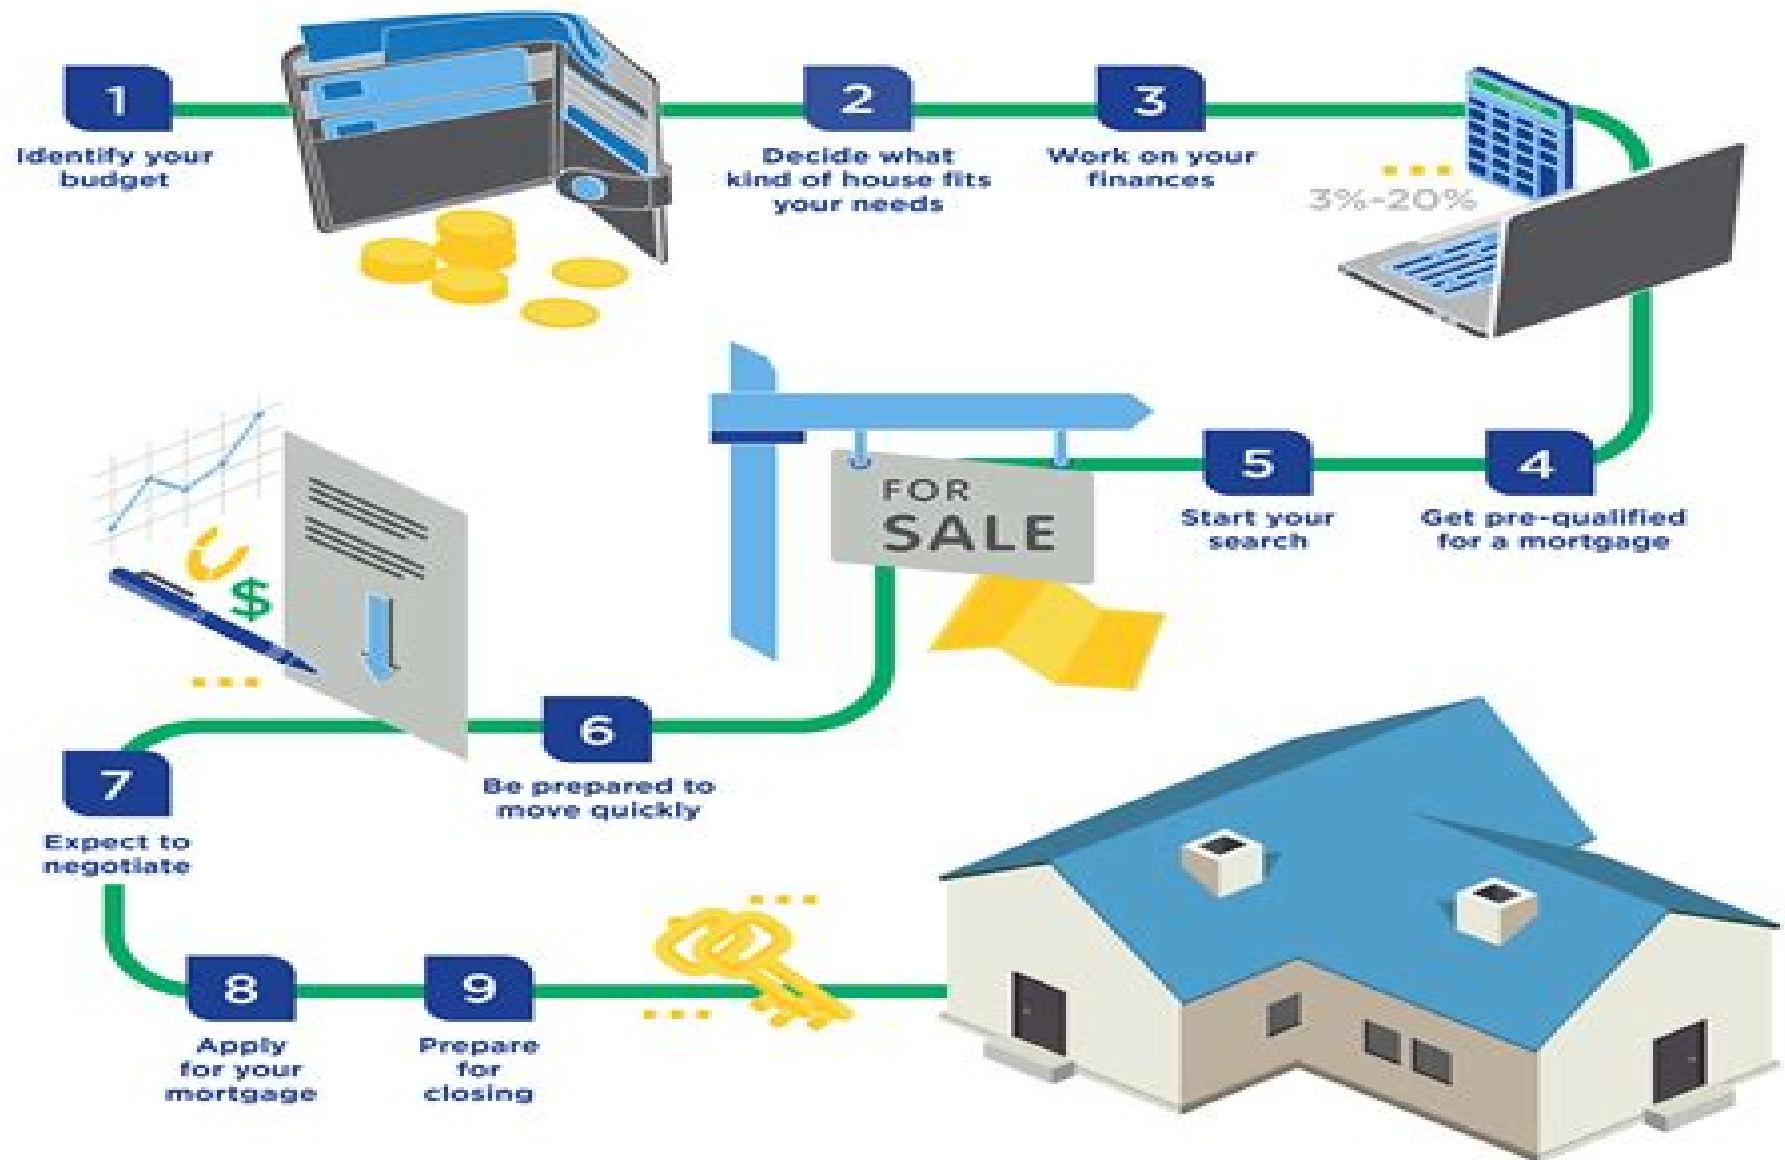 1
Identify your
budget
2
Decide what
kind of house fits
your needs
3
Work on your
finances
3%-20%
4
Get pre-qualified
for a mortgage
5
Start your
search
FOR
SALE
6
Be prepared to
move quickly
7
Expect to
negotiate
$
8
Apply
for your
mortgage
9
Prepare
for
closing